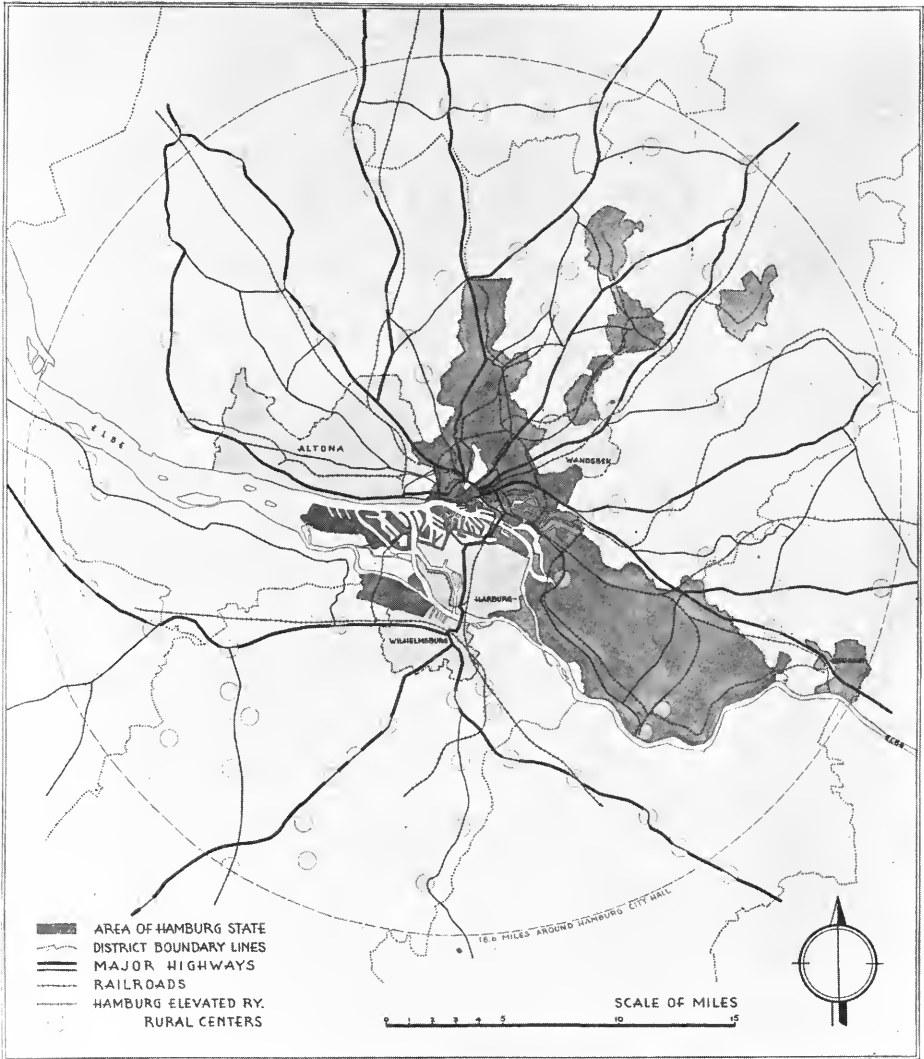 ELBE
ALTONA
WANDSBEK
HARBURG-
WILHELMSBURG
ELBE
18.6 MILES AROUND HAMBURG CITY HALL
AREA OF HAMBURG STATE
DISTRICT BOUNDARY LINES
MAJOR HIGHWAYS
RAILROADS
HAMBURG ELEVATED RY.
RURAL CENTERS
SCALE OF MILES
0 1 2 3 4 5 10 15